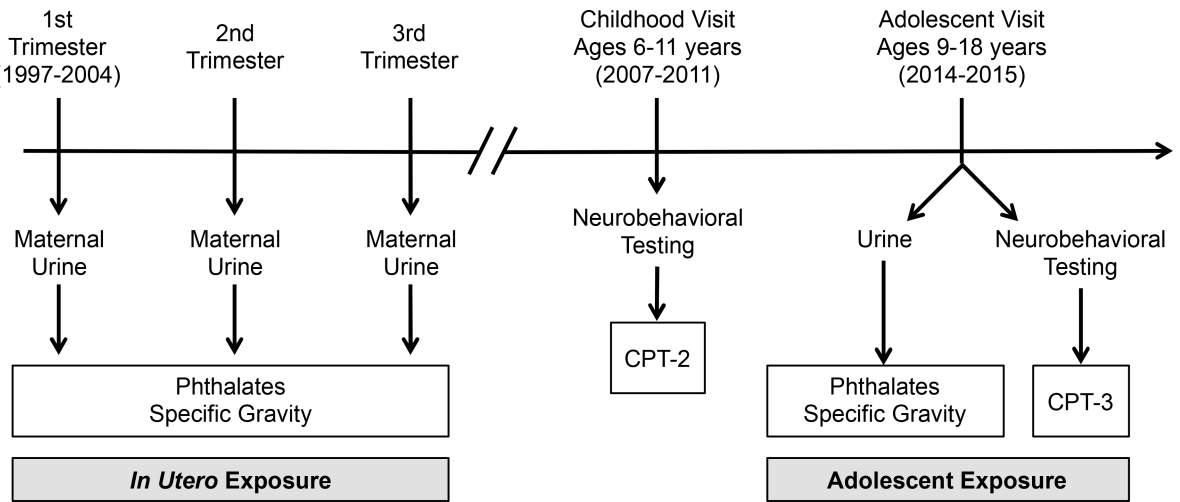 1st
Trimester
(1997-2004)
2nd
Trimester
3rd
Trimester
Childhood Visit
Ages 6-11 years
(2007-2011)
Adolescent Visit
Ages 9-18 years
(2014-2015)
Maternal
Urine
Maternal
Urine
Maternal
Urine
Neurobehavioral
Testing
Urine
Neurobehavioral
Testing
CPT-2
Phthalates
Specific Gravity
Phthalates
Specific Gravity
CPT-3
In Utero Exposure
Adolescent Exposure